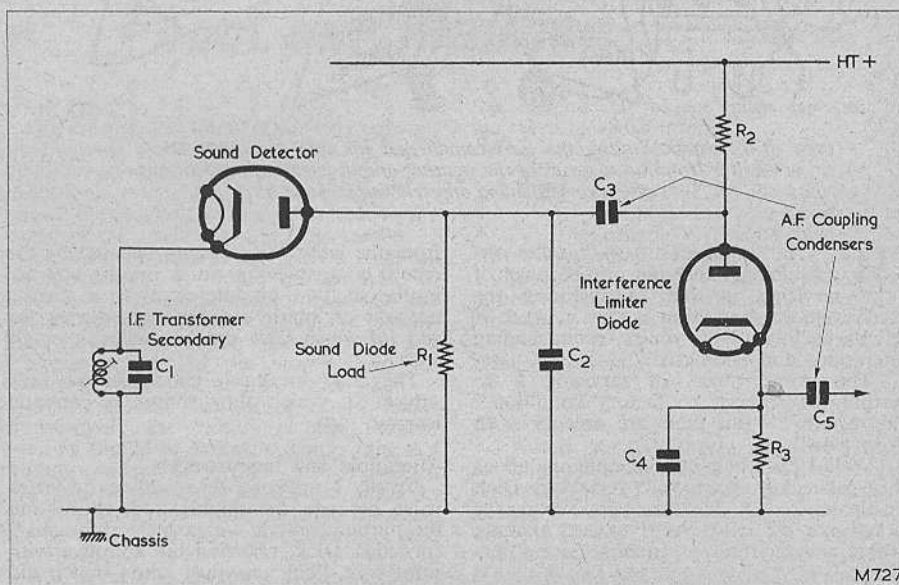 HT+
R2
Sound Detector
C3
A.F. Coupling
Condensers
Interference
Limiter
Diode
I.F. Transformer
Secondary
C1
Sound Diode
Load
R1
C2
C5
C4
R3
Chassis
M727